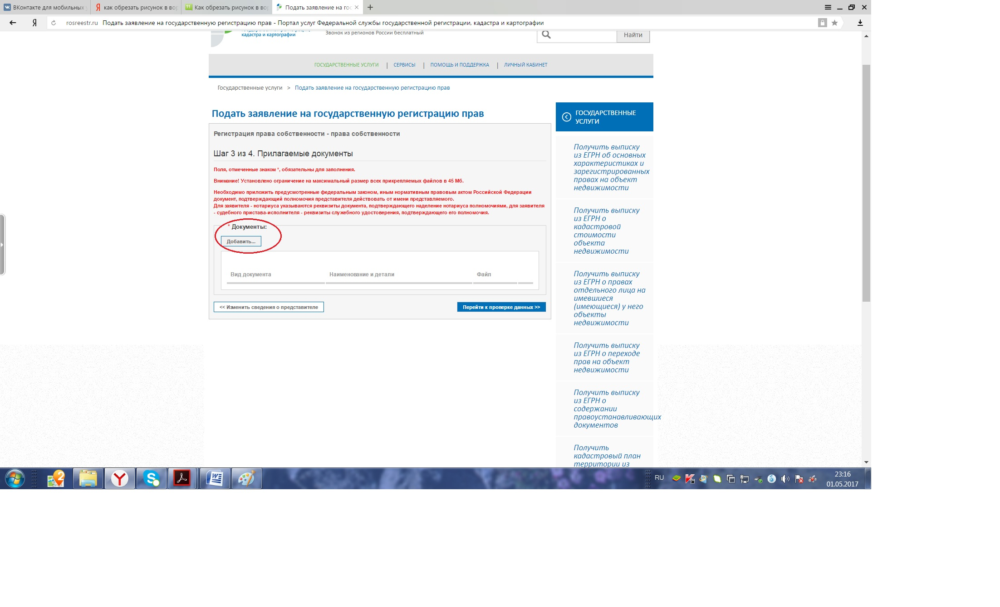 ВКонтакте для мобильных
как обрезать рисунок в вор
Как обрезать рисунок в вор
Подать заявление на гос
rosreestr.ru Подать заявление на государственную регистрацию прав - Портал услуг Федеральной службы государственной регистрации, кадастра и картографии
кадастра и картографии
Звонок из регионов России бесплатный
Найти
ГОСУДАРСТВЕННЫЕ УСЛУГИ | СЕРВИСЫ | ПОМОЩЬ И ПОДДЕРЖКА | ЛИЧНЫЙ КАБИНЕТ
Государственные услуги > Подать заявление на государственную регистрацию прав
Подать заявление на государственную регистрацию прав
Регистрация права собственности - права собственности
Шаг 3 из 4. Прилагаемые документы
Поля, отмеченные знаком *, обязательны для заполнения.
Внимание! Установлено ограничение на максимальный размер всех прикрепляемых файлов в 45 Мб.
Необходимо приложить предусмотренные федеральным законом, иным нормативным правовым актом Российской Федерации
документ, подтверждающий полномочия представителя действовать от имени представляемого.
Для заявителя - нотариуса указываются реквизиты документа, подтверждающего наделение нотариуса полномочиями, для заявителя
- судебного пристава-исполнителя - реквизиты служебного удостоверения, подтверждающего его полномочия.
* Документы:
Добавить...
Вид документа Наименование и детали Файл
<< Изменить сведения о представителе
Перейти к проверке данных >>
ГОСУДАРСТВЕННЫЕ
УСЛУГИ
Получить выписку
из ЕГРН об основных
характеристиках и
зарегистрированных
правах на объект
недвижимости
Получить выписку
из ЕГРН о
кадастровой
стоимости
объекта
недвижимости
Получить выписку
из ЕГРН о правах
отдельного лица на
имевшиеся
(имеющиеся) у него
объекты
недвижимости
Получить выписку
из ЕГРН о переходе
прав на объект
недвижимости
Получить выписку
из ЕГРН о
содержании
правоустанавливающих
документов
Получить
кадастровый план
территории из
RU
23:16
01.05.2017